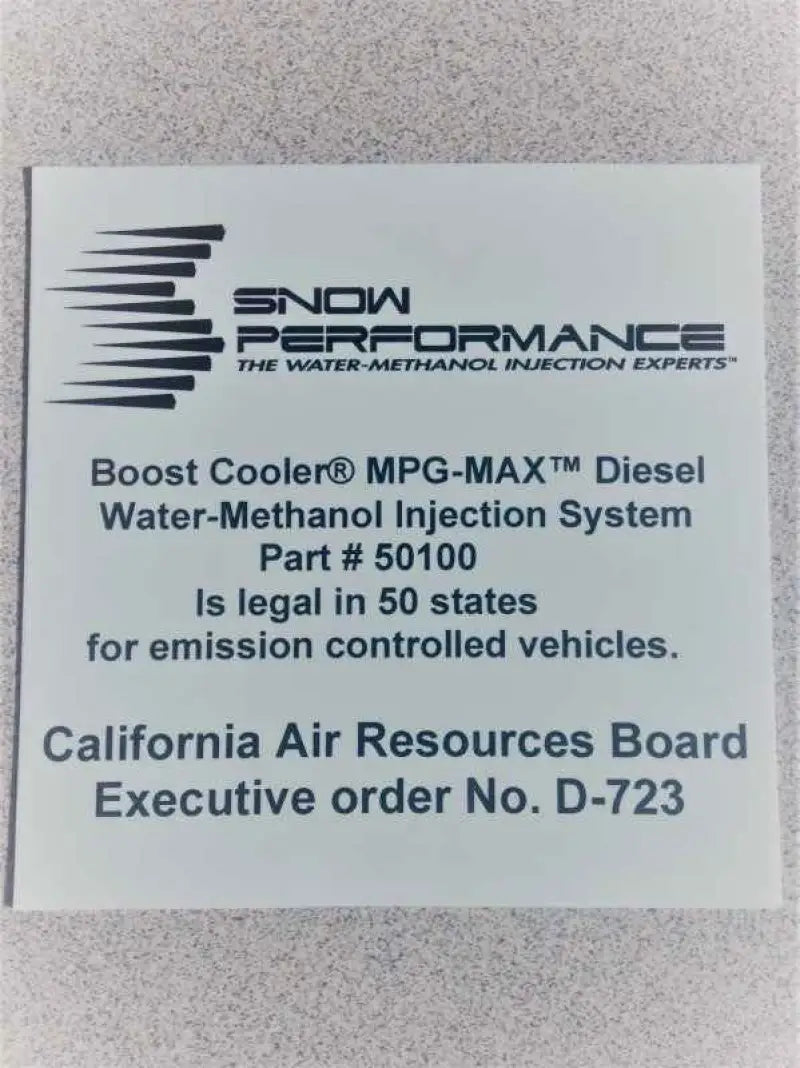 SNOW
PERFORMANCE
THE WATER-METHANOL INJECTION EXPERTS™
Boost Cooler® MPG-MAX™ Diesel
Water-Methanol Injection System
Part # 50100
Is legal in 50 states
for emission controlled vehicles.
California Air Resources Board
Executive order No. D-723